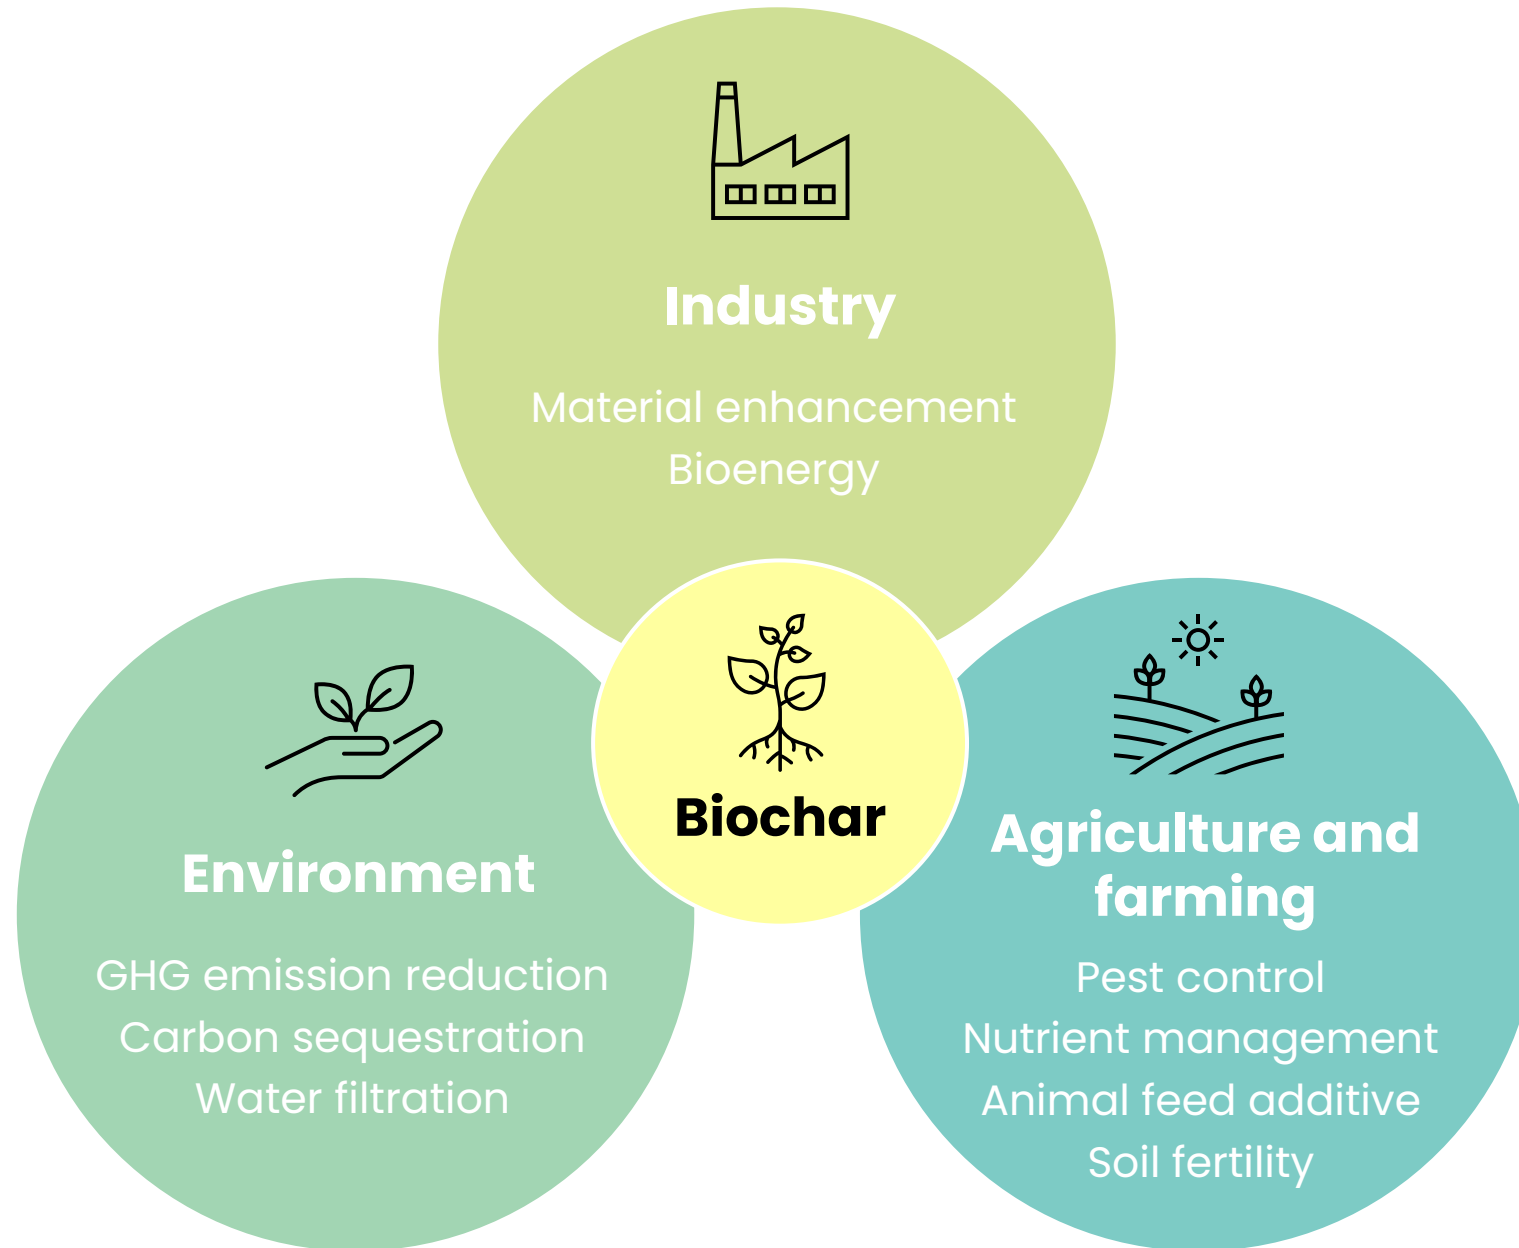 Industry
Material enhancement
Bioenergy
Biochar
Environment
GHG emission reduction
Carbon sequestration
Water filtration
Agriculture and
farming
Pest control
Nutrient management
Animal feed additive
Soil fertility